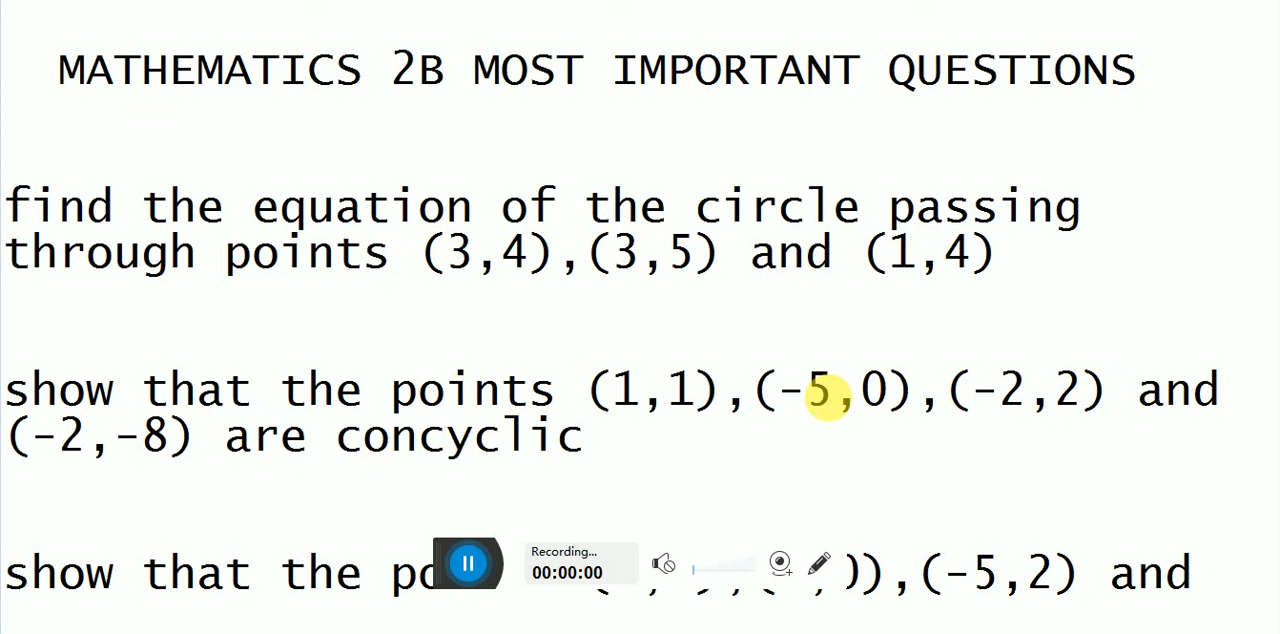 MATHEMATICS 2B MOST IMPORTANT QUESTIONS
find the equation of the circle passing
through points (3,4),(3,5) and (1,4)
show that the points (1,1),(-5,0),(-2,2) and
(-2,-8) are concyclic
show that the )),(-5,2) and
Recording...
00:00:00